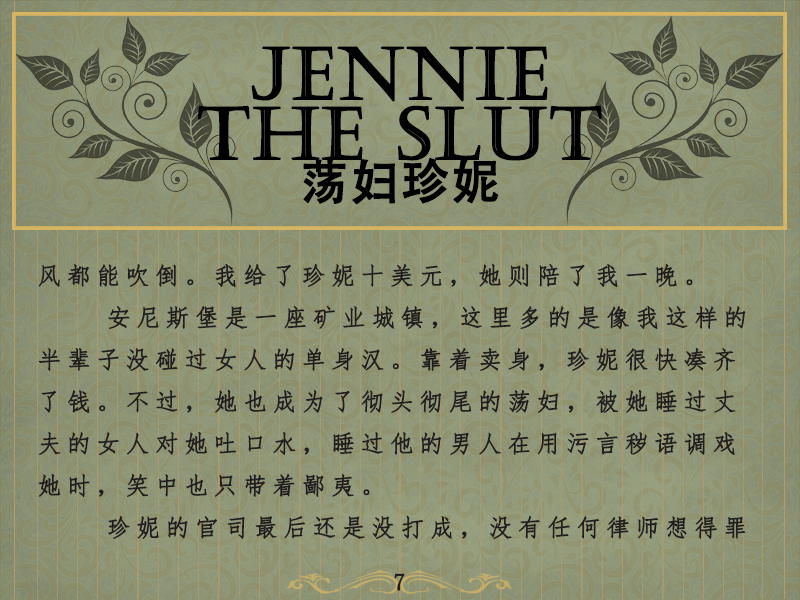 JENNIE
THE SLUT
荡妇珍妮
风都能吹倒。我给了珍妮十美元，她则陪了我一晚。
安尼斯堡是一座矿业城镇，这里多的是像我这样的
半辈子没碰过女人的单身汉。靠着卖身，珍妮很快凑齐
了钱。不过，她也成为了彻头彻尾的荡妇，被她睡过丈
夫的女人对她吐口水，睡过他的男人在用污言秽语调戏
她时，笑中也只带着鄙夷。
珍妮的官司最后还是没打成，没有任何律师想得罪
7